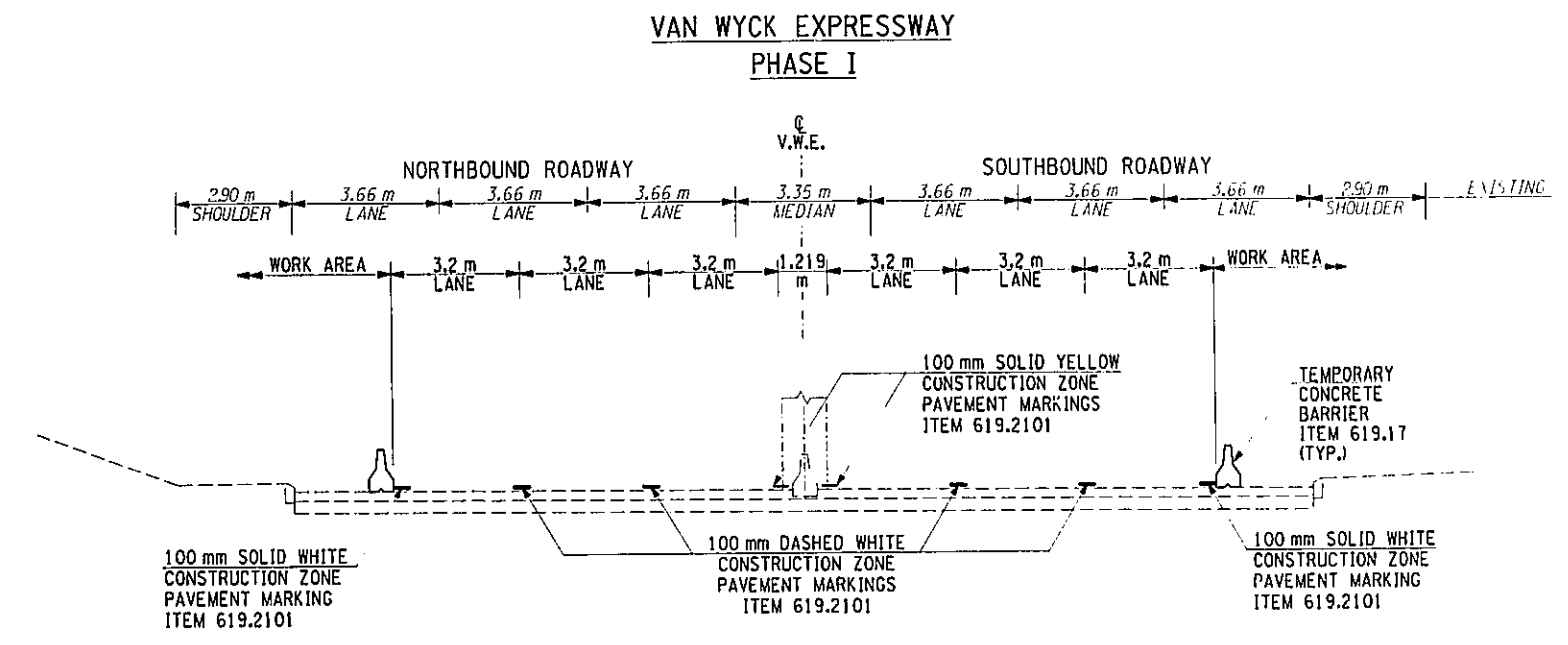 VAN WYCK EXPRESSWAY
PHASE I
℄
V.W.E.
NORTHBOUND ROADWAY
SOUTHBOUND ROADWAY
2.90 m 3.66 m 3.66 m 3.66 m 3.35 m 3.66 m 3.66 m 3.66 m 2.90 m EXISTING
SHOULDER LANE LANE LANE MEDIAN LANE LANE LANE SHOULDER
WORK AREA 3.2 m 3.2 m 3.2 m 1.219 3.2 m 3.2 m 3.2 m WORK AREA
LANE LANE LANE m LANE LANE LANE
100 mm SOLID YELLOW
CONSTRUCTION ZONE
PAVEMENT MARKINGS
ITEM 619.2101
TEMPORARY
CONCRETE
BARRIER
ITEM 619.17
(TYP.)
100 mm SOLID WHITE
CONSTRUCTION ZONE
PAVEMENT MARKING
ITEM 619.2101
100 mm DASHED WHITE
CONSTRUCTION ZONE
PAVEMENT MARKINGS
ITEM 619.2101
100 mm SOLID WHITE
CONSTRUCTION ZONE
PAVEMENT MARKING
ITEM 619.2101